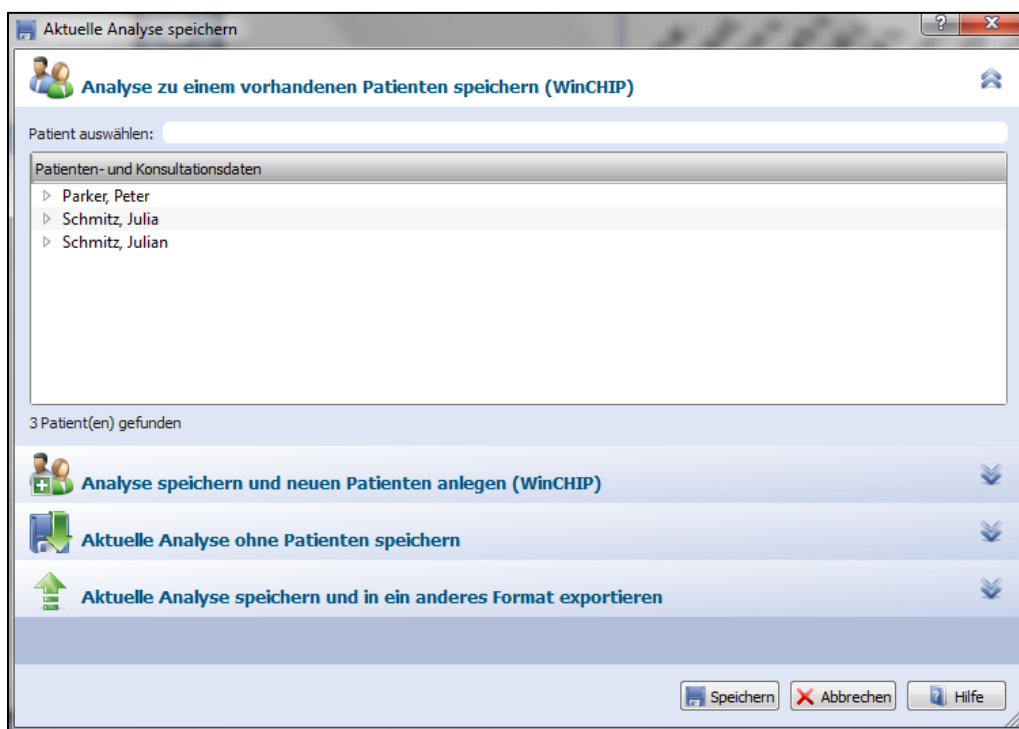 Aktuelle Analyse speichern
Analyse zu einem vorhandenen Patienten speichern (WinCHIP)
Patient auswählen:
Patienten- und Konsultationsdaten
Parker, Peter
Schmitz, Julia
Schmitz, Julian
3 Patient(en) gefunden
Analyse speichern und neuen Patienten anlegen (WinCHIP)
Aktuelle Analyse ohne Patienten speichern
Aktuelle Analyse speichern und in ein anderes Format exportieren
Speichern Abbrechen Hilfe